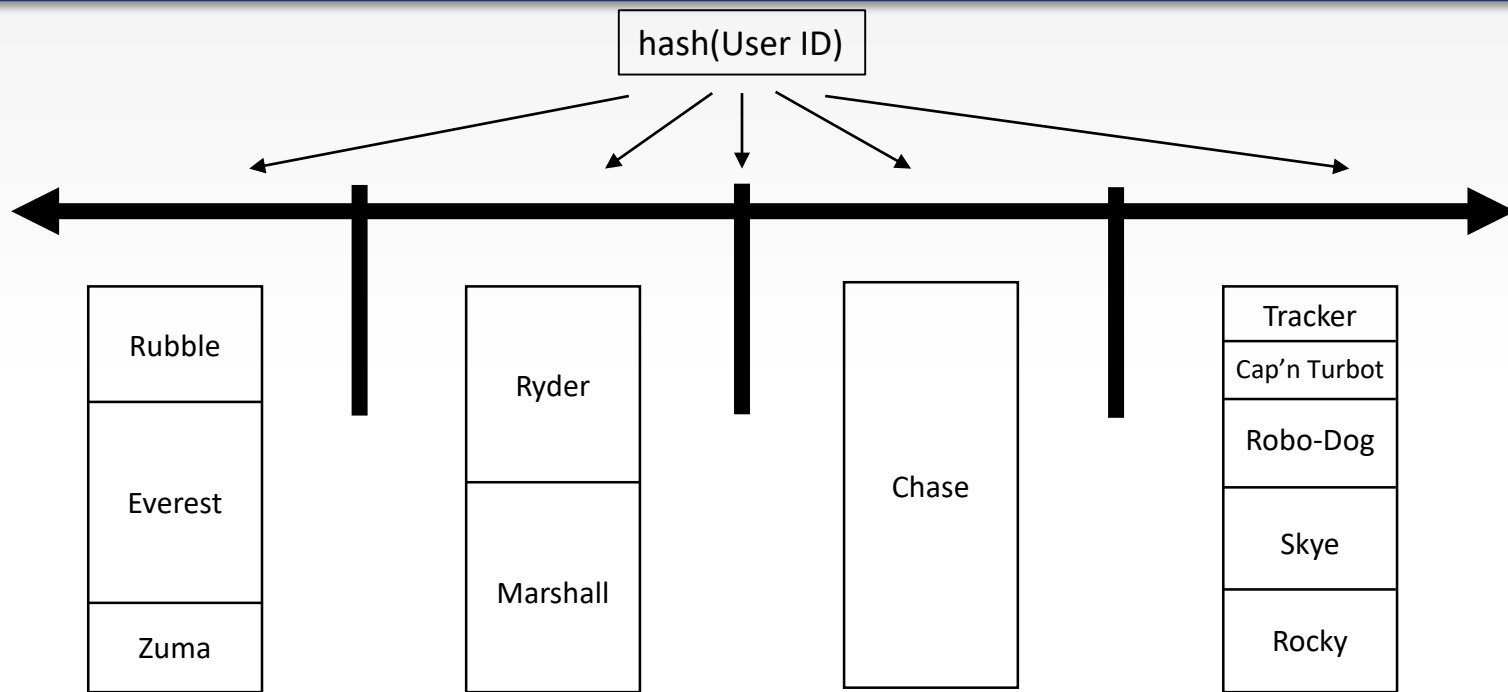 hash(User ID)
Rubble
Everest
Zuma
Ryder
Marshall
Chase
Tracker
Cap’n Turbot
Robo-Dog
Skye
Rocky